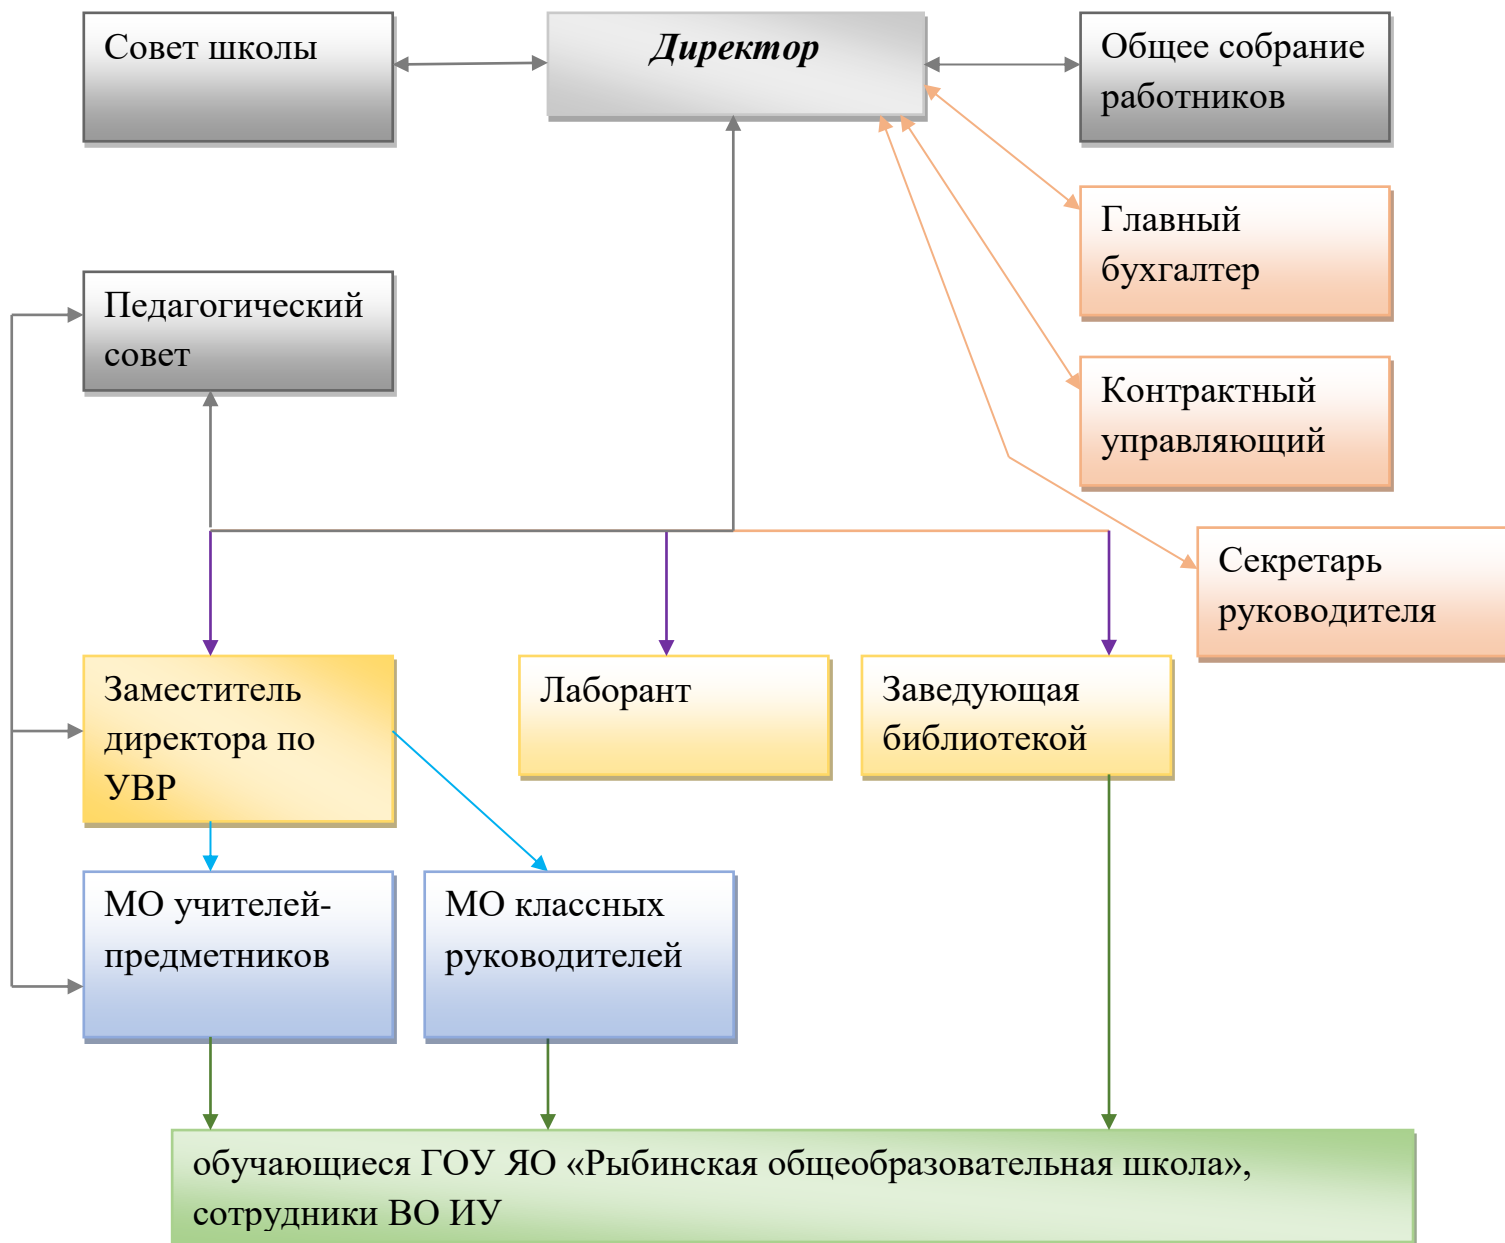 Совет школы
Директор
Общее собрание
работников
Главный
бухгалтер
Педагогический
совет
Контрактный
управляющий
Секретарь
руководителя
Заместитель
директора по
УВР
Лаборант
Заведующая
библиотекой
МО учителей-
предметников
МО классных
руководителей
обучающиеся ГОУ ЯО «Рыбинская общеобразовательная школа»,
сотрудники ВО ИУ